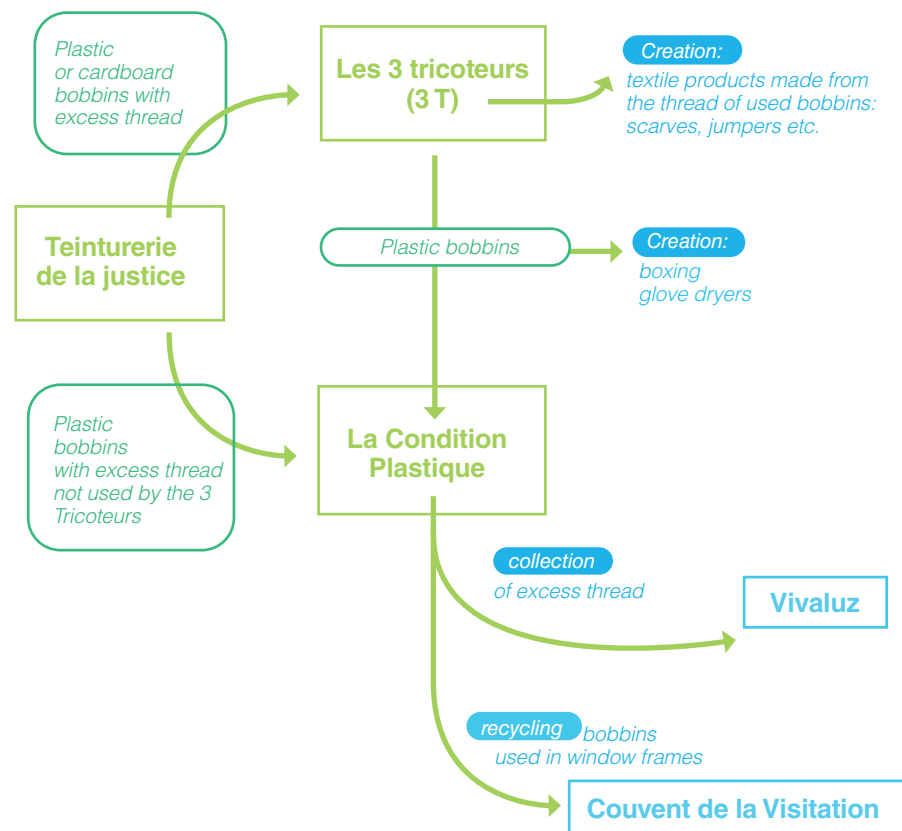 Plastic
or cardboard
bobbins with
excess thread
Les 3 tricoteurs
(3 T)
Creation:
textile products made from
the thread of used bobbins:
scarves, jumpers etc.
Teinturerie
de la justice
Plastic bobbins
Creation:
boxing
glove dryers
Plastic
bobbins
with excess thread
not used by the 3
Tricoteurs
La Condition
Plastique
collection
of excess thread
Vivaluz
recycling bobbins
used in window frames
Couvent de la Visitation